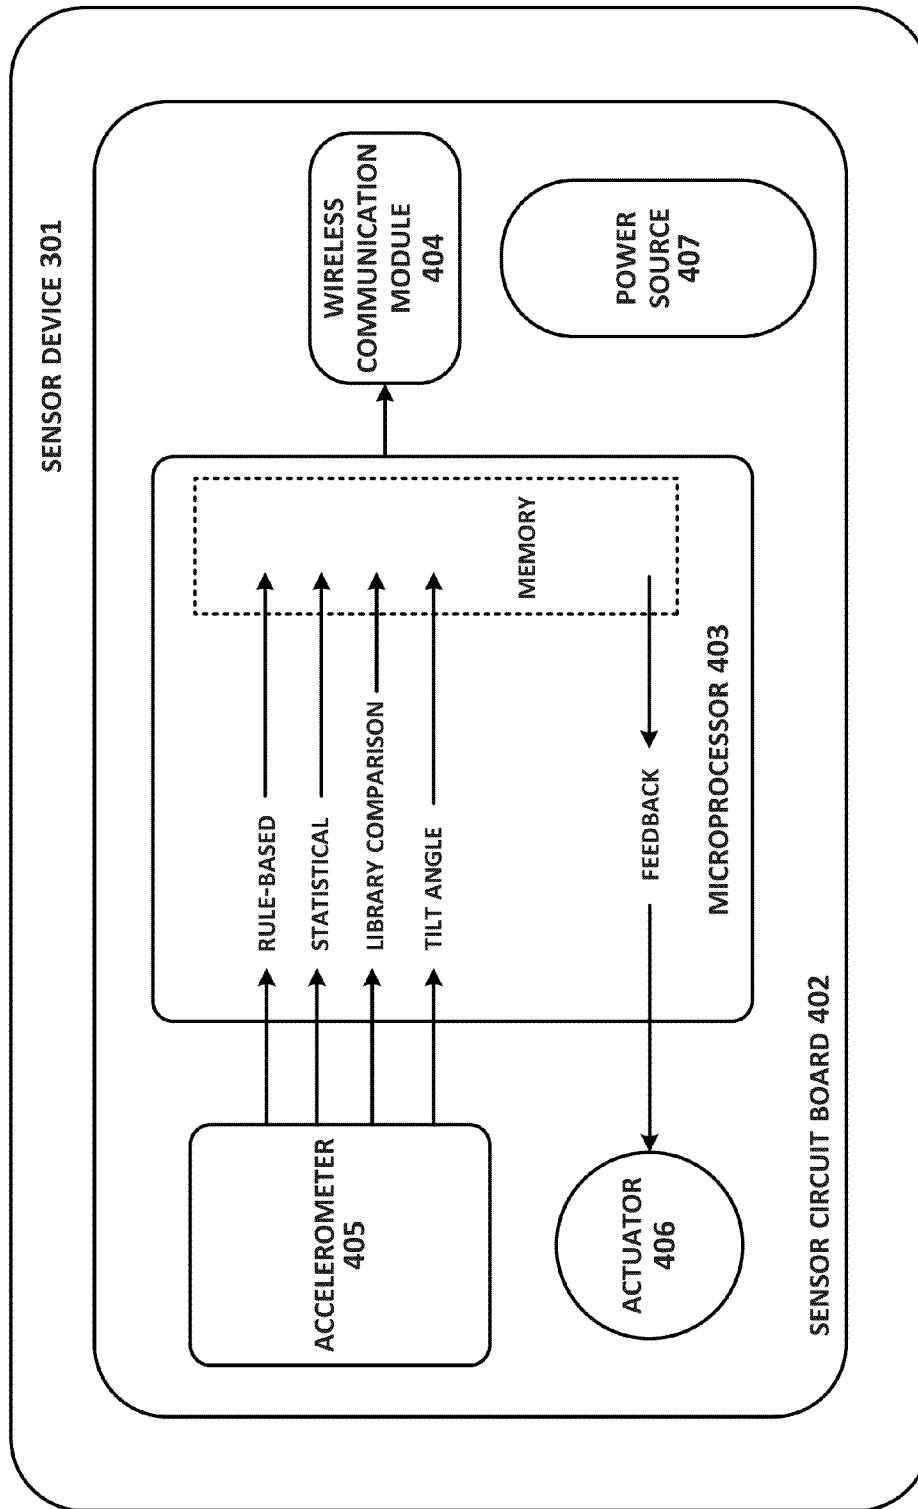 SENSOR DEVICE 301
ACCELEROMETER
405
RULE-BASED
STATISTICAL
LIBRARY COMPARISON
TILT ANGLE
MEMORY
WIRELESS
COMMUNICATION
MODULE
404
ACTUATOR
406
FEEDBACK
MICROPROCESSOR 403
POWER
SOURCE
407
SENSOR CIRCUIT BOARD 402